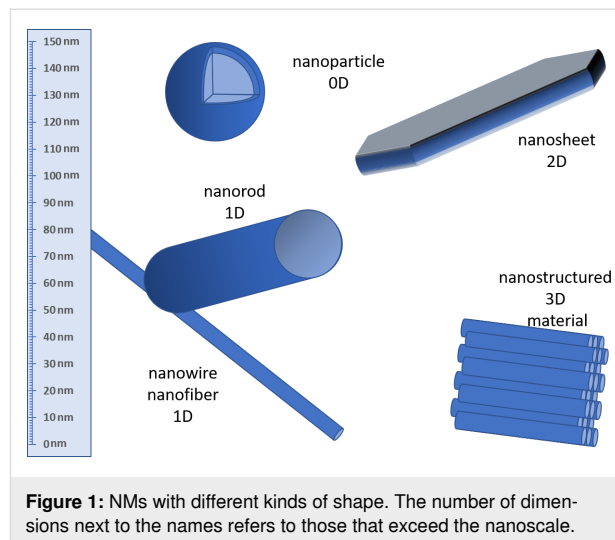 150 nm
140 nm
130 nm
120 nm
110 nm
100 nm
90 nm
80 nm
70 nm
60 nm
50 nm
40 nm
30 nm
20 nm
10 nm
0 nm
nanoparticle
0D
nanosheet
2D
nanorod
1D
nanostructured
3D
material
nanowire
nanofiber
1D
Figure 1: NMs with different kinds of shape. The number of dimen-
sions next to the names refers to those that exceed the nanoscale.